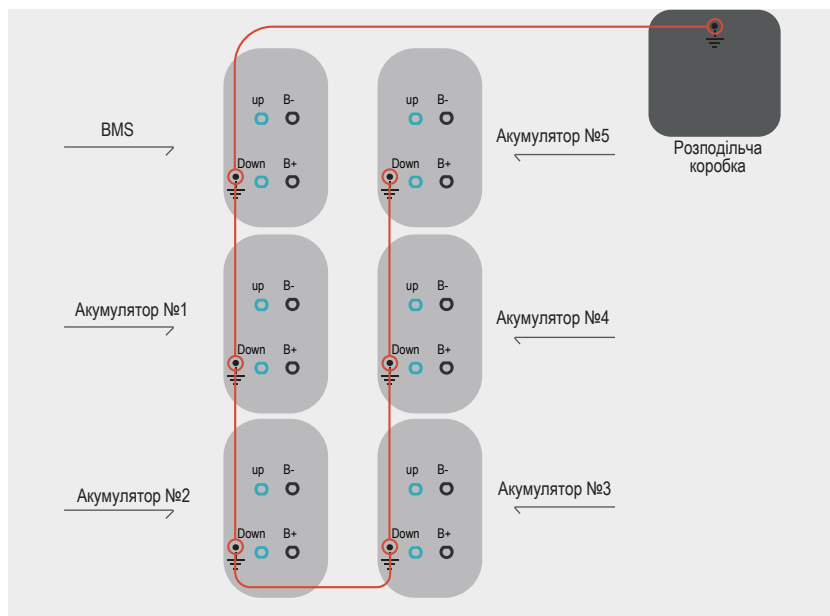 up B-
up B-
BMS
Акумулятор №5
Розподільча
коробка
Down B+
Down B+
up B-
up B-
Акумулятор №1
Акумулятор №4
Down B+
Down B+
up B-
up B-
Акумулятор №2
Акумулятор №3
Down B+
Down B+